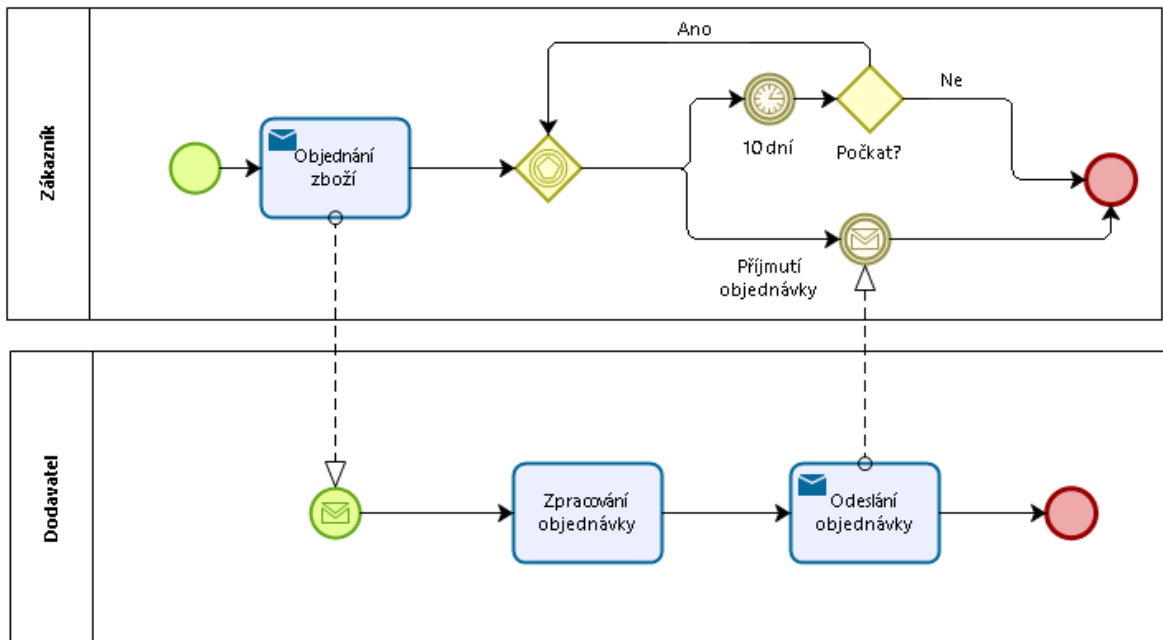 Zákazník
Objednání
zboží
Ano
10 dní
Počkat?
Ne
Příjmutí
objednávky
Dodavatel
Zpracování
objednávky
Odeslání
objednávky